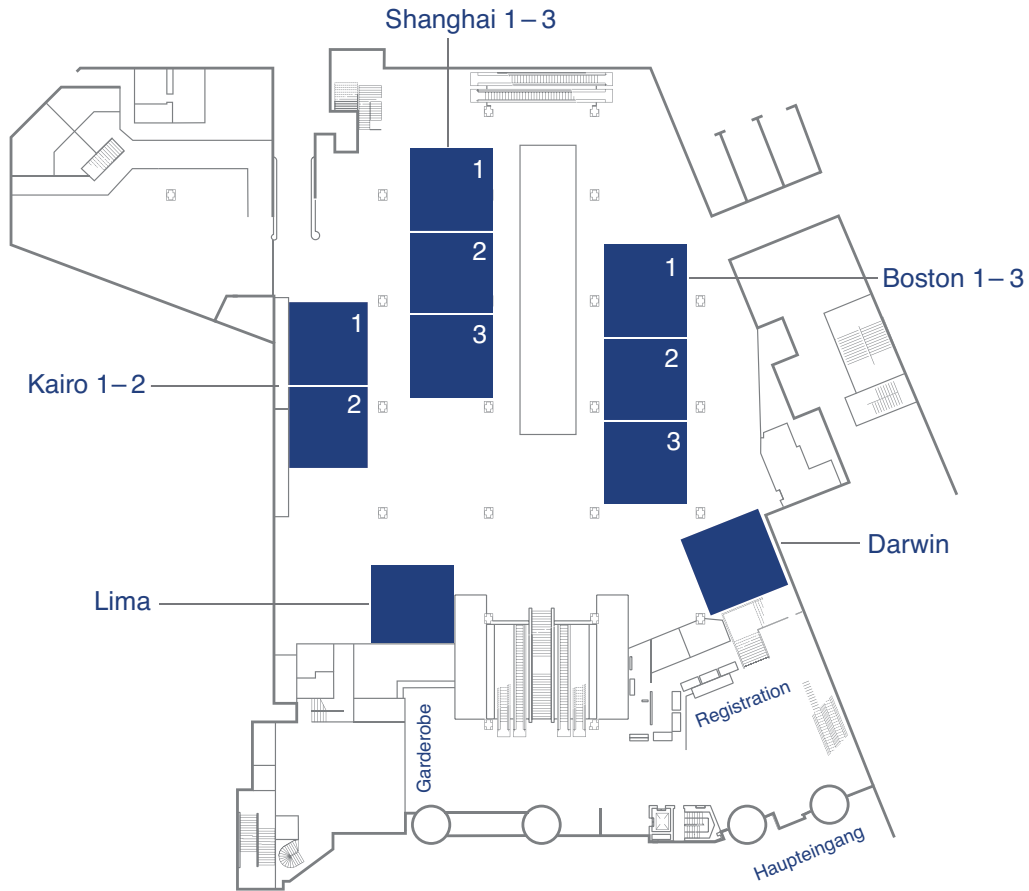 Shanghai 1 – 3
1
2
1
Boston 1 – 3
1
3
2
Kairo 1 – 2
2
3
Darwin
Lima
Registration
Garderobe
Haupteingang